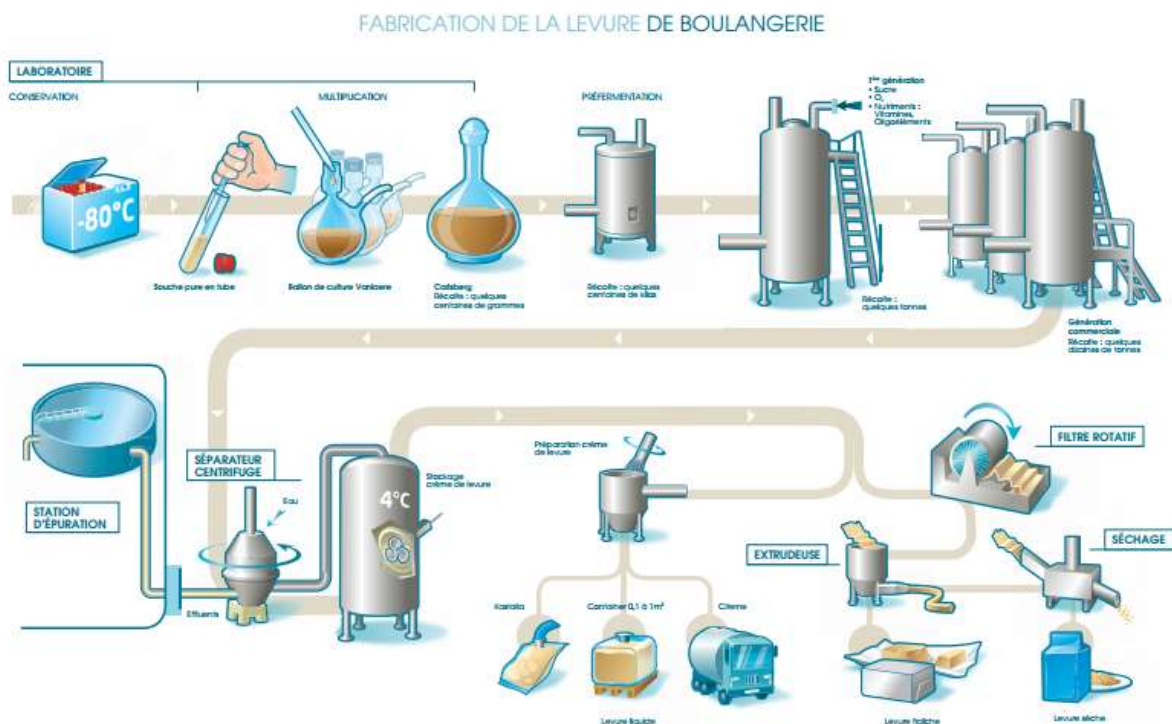 FABRICATION DE LA LEVURE DE BOULANGERIE
LABORATOIRE
CONSERVATION
MULTIPLICATION
PRÉFERMENTATION
1ère génération
• Sucre
• O₂
• Nutriments :
Vitamines,
Oligoéléments
-80°C
Souche pure en tube
Ballon de culture Vanlaere
Carlsberg
Récolte : quelques
centaines de grammes
Récolte : quelques
centaines de kilos
Récolte :
quelques tonnes
Génération
commerciale
Récolte : quelques
dizaines de tonnes
STATION
D'ÉPURATION
SÉPARATEUR
CENTRIFUGE
Eau
Effluents
4°C
Stockage
crème de levure
Préparation crème
de levure
FILTRE ROTATIF
EXTRUDEUSE
SÉCHAGE
Container 0,1 à 1m³
Citerne
Levure liquide
Levure fraîche
Levure sèche